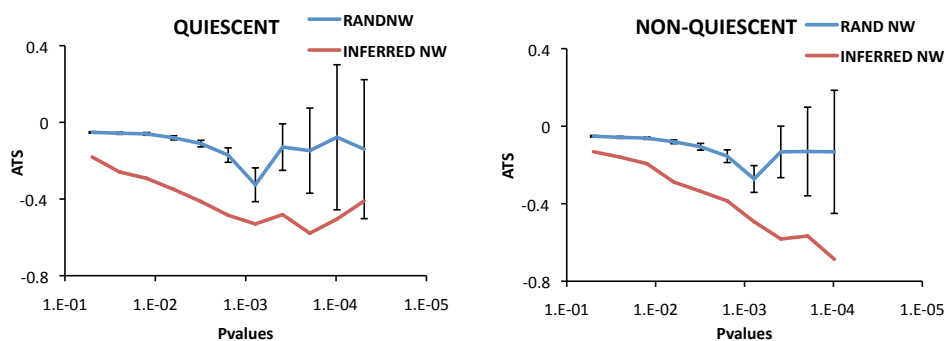 QUIESCENT
RANDNW
INFERRED NW
0.4
0
-0.4
-0.8
ATS
1.E-01 1.E-02 1.E-03 1.E-04 1.E-05
Pvalues
NON-QUIESCENT
RAND NW
INFERRED NW
0.4
0
-0.4
-0.8
ATS
1.E-01 1.E-02 1.E-03 1.E-04 1.E-05
Pvalues